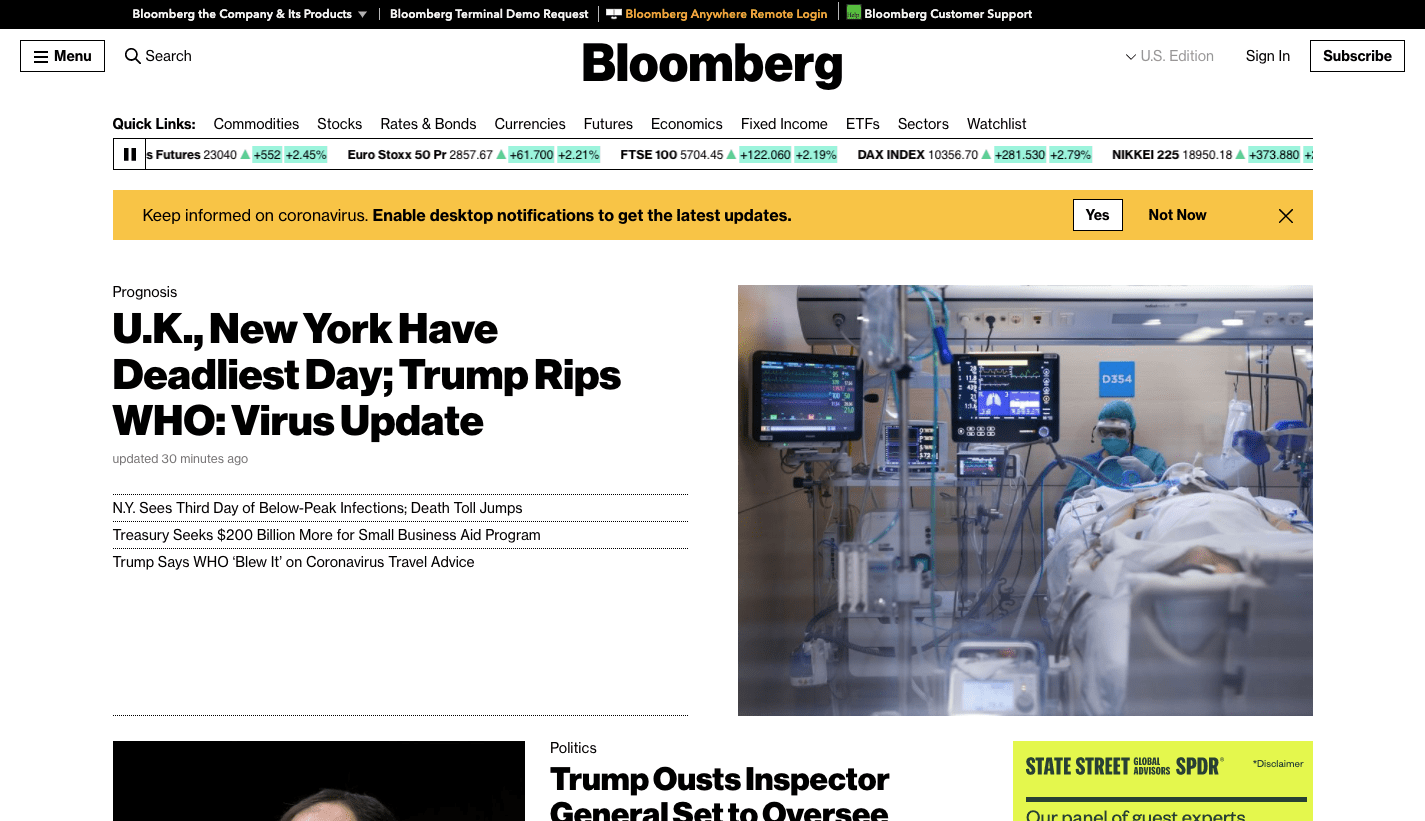 Bloomberg the Company & Its Products
Bloomberg Terminal Demo Request
Bloomberg Anywhere Remote Login
Bloomberg Customer Support
Menu
Search
Bloomberg
U.S. Edition
Sign In
Subscribe
Quick Links: Commodities Stocks Rates & Bonds Currencies Futures Economics Fixed Income ETFs Sectors Watchlist
s Futures 23040 +552 +2.45% Euro Stoxx 50 Pr 2857.67 +61.700 +2.21% FTSE 100 5704.45 +122.060 +2.19% DAX INDEX 10356.70 +281.530 +2.79% NIKKEI 225 18950.18 +373.880
Keep informed on coronavirus. Enable desktop notifications to get the latest updates.
Yes
Not Now
Prognosis
U.K., New York Have
Deadliest Day; Trump Rips
WHO: Virus Update
updated 30 minutes ago
N.Y. Sees Third Day of Below-Peak Infections; Death Toll Jumps
Treasury Seeks $200 Billion More for Small Business Aid Program
Trump Says WHO ‘Blew It’ on Coronavirus Travel Advice
D354
Politics
Trump Ousts Inspector
General Set to Oversee
STATE STREET GLOBAL ADVISORS SPDR®
*Disclaimer
Our panel of guest experts